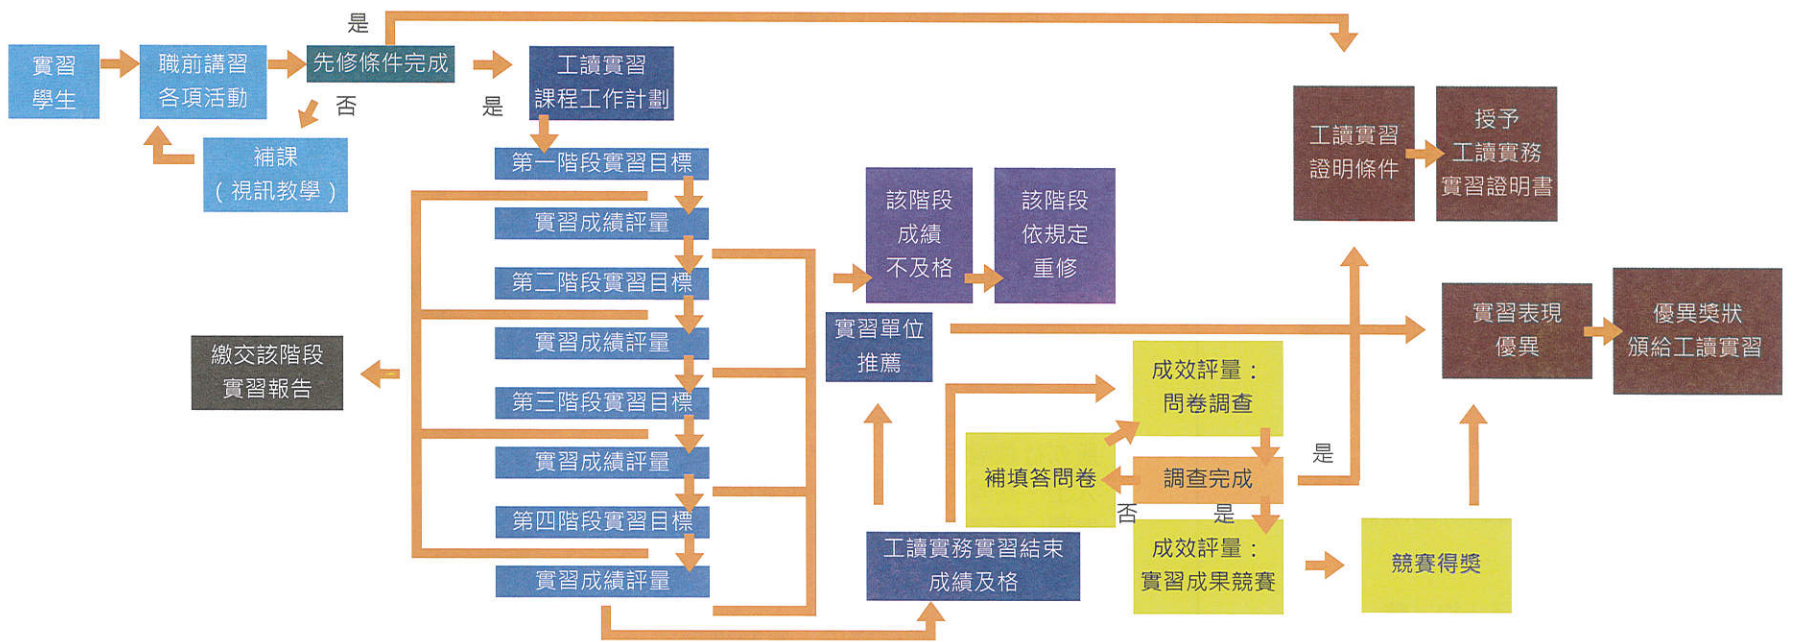 是
實習
學生
職前講習
各項活動
先修條件完成
否
是
工讀實習
課程工作計劃
補課
（視訊教學）
第一階段實習目標
實習成績評量
第二階段實習目標
實習成績評量
第三階段實習目標
實習成績評量
第四階段實習目標
實習成績評量
繳交該階段
實習報告
該階段
成績
不及格
該階段
依規定
重修
實習單位
推薦
工讀實務實習結束
成績及格
成效評量：
問卷調查
補填答問卷
調查完成
否
是
是
成效評量：
實習成果競賽
競賽得獎
工讀實習
證明條件
授予
工讀實務
實習證明書
實習表現
優異
優異獎狀
頒給工讀實習